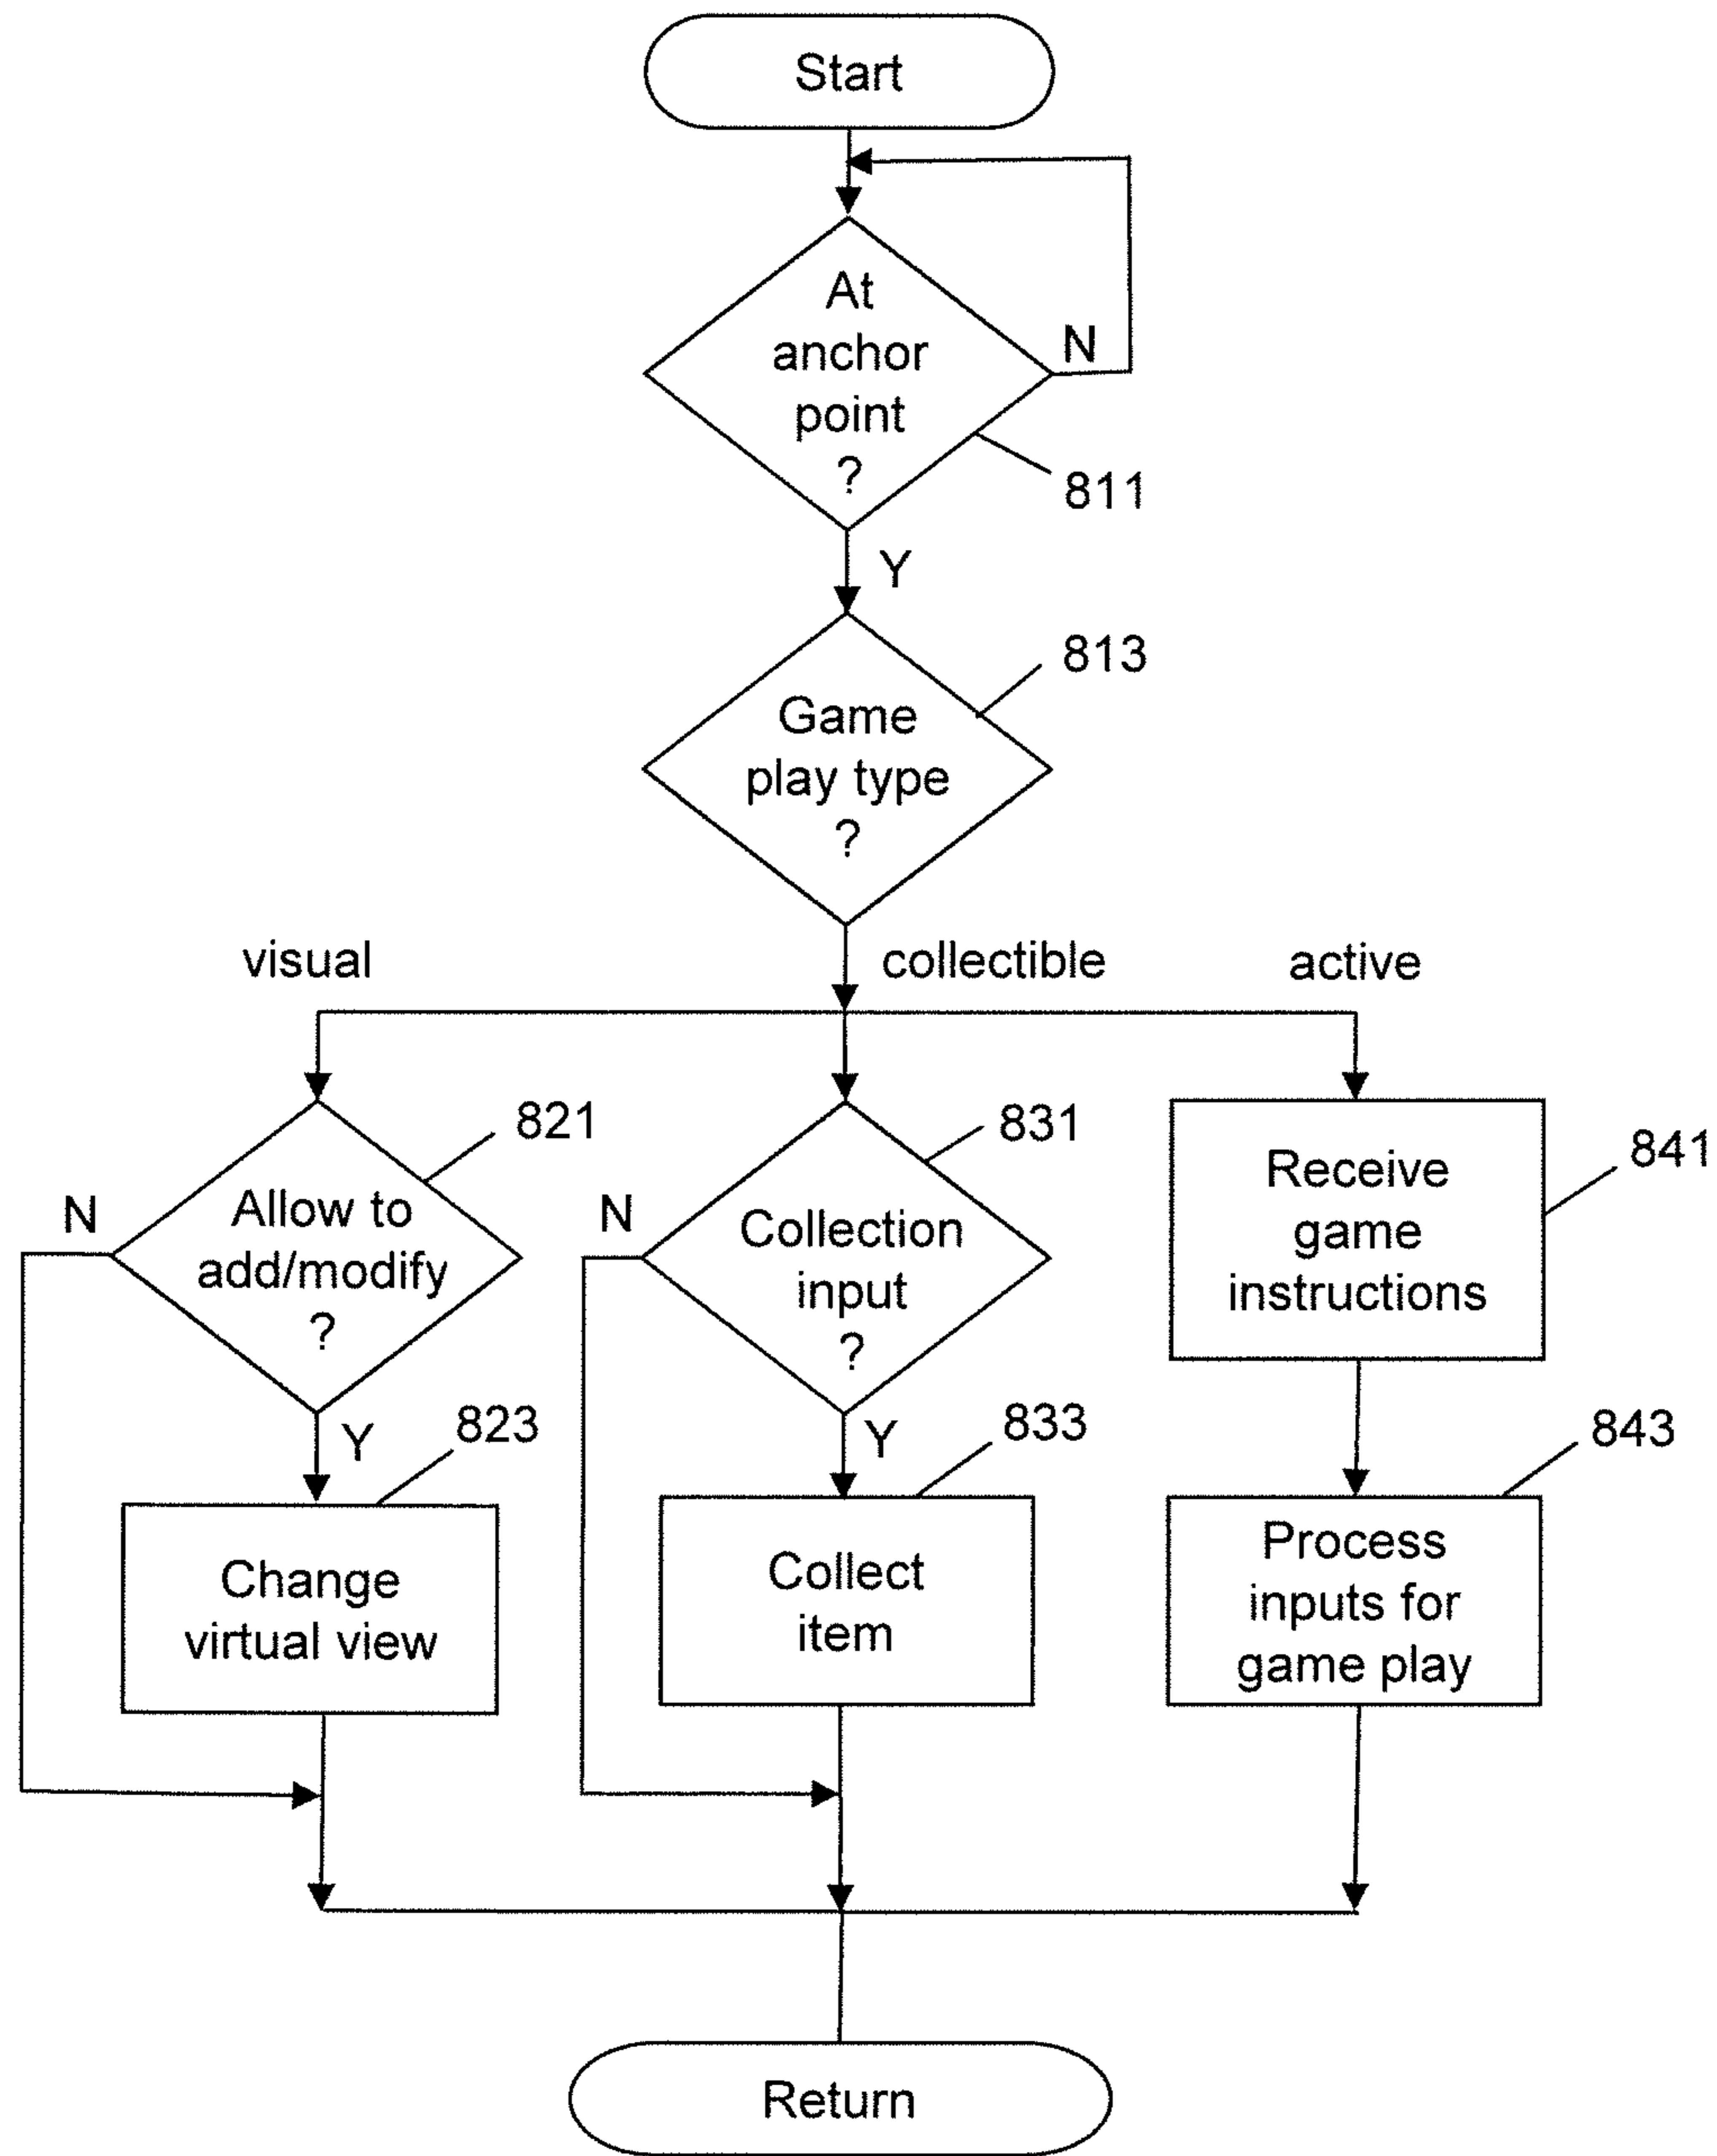 Start
At
anchor
point
?
N
811
Y
813
Game
play type
?
visual
collectible
active
821
N
Allow to
add/modify
?
Y
823
Change
virtual view
831
N
Collection
input
?
Y
833
Collect
item
841
Receive
game
instructions
843
Process
inputs for
game play
Return